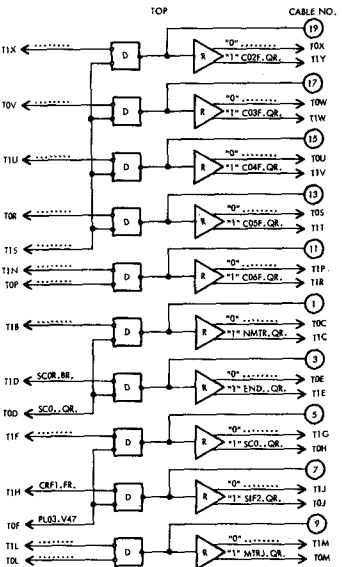 TOP CABLE NO.
19
T1X ........ D R "0" ........ T0X
"1" C02F.QR. T1Y
17
T0V ........ D R "0" ........ T0W
"1" C03F.QR. T1W
15
T1U ........ D R "0" ........ T0U
"1" C04F.QR. T1V
13
T0R ........ D R "0" ........ T0S
"1" C05F.QR. T1T
T1S
11
T1N ........ D R "0" ........ T1P
T0P ........ "1" C06F.QR. T1R
1
T1B ........ D R "0" ........ T0C
"1" NMTR.QR. T1C
3
T1D SC0R.BR. D R "0" ........ T0E
"1" END..QR. T1E
T0D SC0..QR.
5
T1F ........ D R "0" ........ T1G
"1" SC0..QR. T0H
7
T1H CRF1.FR. D R "0" ........ T1J
"1" SIF2.QR. T0J
T0F PL03.V47
9
T1L ........ D R "0" ........ T1M
T0L ........ "1" MTRJ.QR. T0M